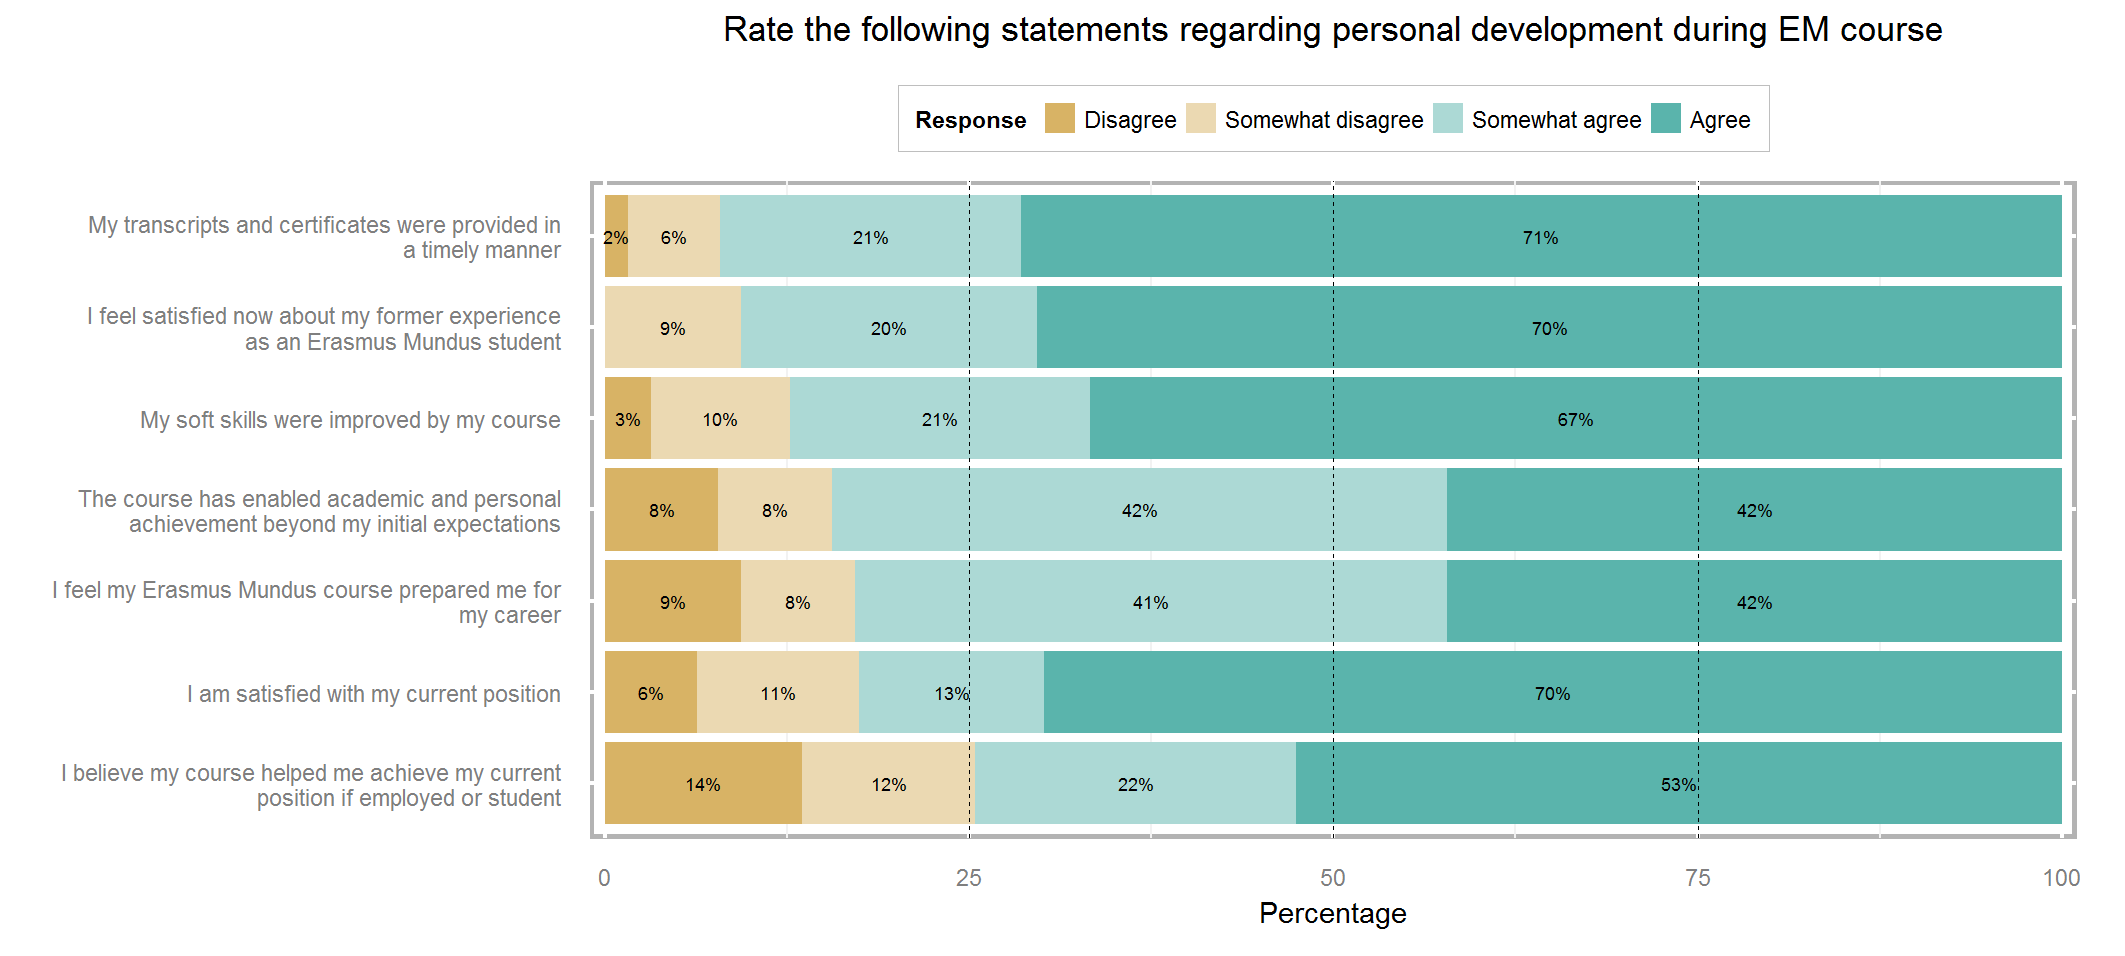 Rate the following statements regarding personal development during EM course
Response Disagree Somewhat disagree Somewhat agree Agree
My transcripts and certificates were provided in
a timely manner
2% 6% 21% 71%
I feel satisfied now about my former experience
as an Erasmus Mundus student
9% 20% 70%
My soft skills were improved by my course
3% 10% 21% 67%
The course has enabled academic and personal
achievement beyond my initial expectations
8% 8% 42% 42%
I feel my Erasmus Mundus course prepared me for
my career
9% 8% 41% 42%
I am satisfied with my current position
6% 11% 13% 70%
I believe my course helped me achieve my current
position if employed or student
14% 12% 22% 53%
0 25 50 75 100
Percentage